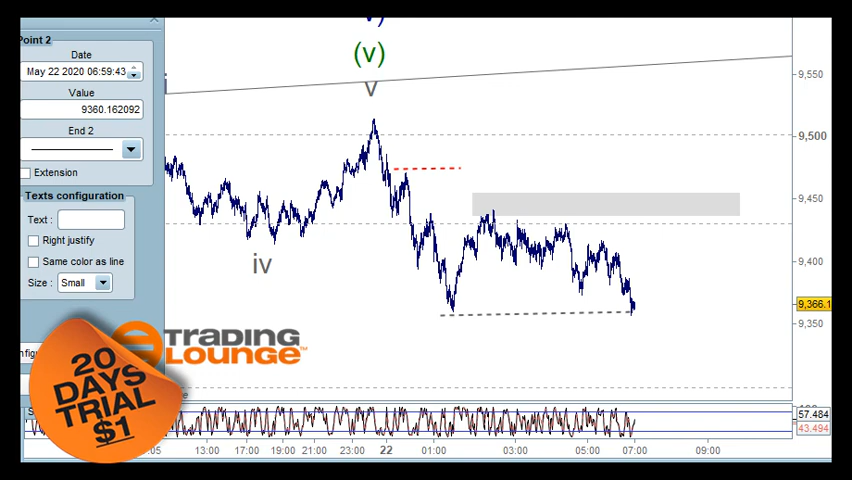 Point 2
Date
May 22 2020 06:59:43
Value
9360.162092
End 2
Extension
Texts configuration
Text :
Right justify
Same color as line
Size : Small
20
DAYS
TRIAL
$1
TRADING
LOUNGE™
(v)
v
iv
9,550
9,500
9,450
9,400
9,366.1
9,350
57.484
43.494
:05 13:00 17:00 19:00 21:00 23:00 22 01:00 03:00 05:00 07:00 09:00